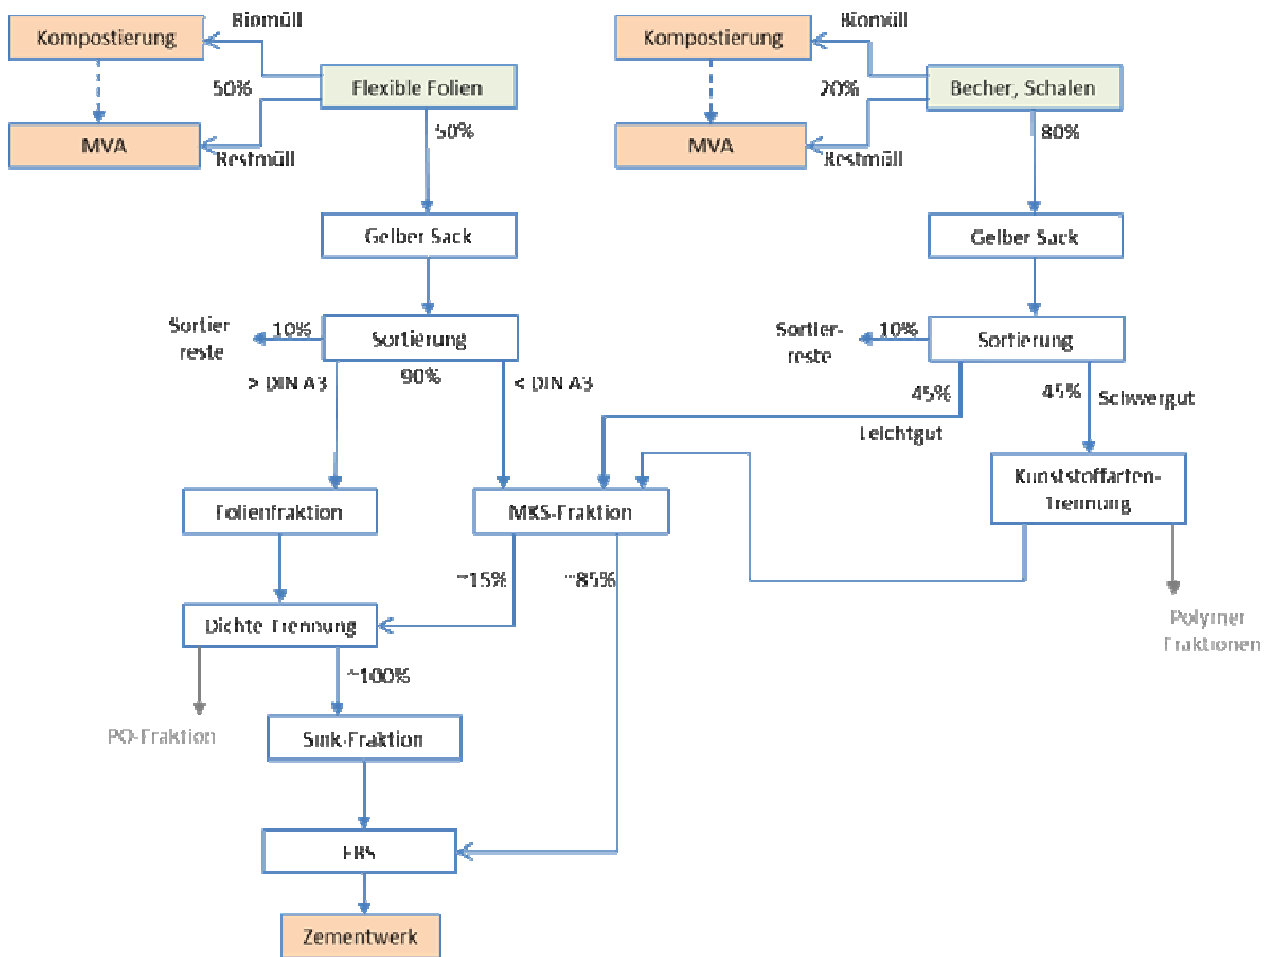 Biomüll
Kompostierung
50%
Flexible Folien
MVA
Restmüll
50%
Gelber Sack
Sortier
reste
10%
Sortierung
90%
> DIN A3
< DIN A3
Folienfraktion
MKS-Fraktion
~15%
~85%
Dichte Trennung
~100%
PO-Fraktion
Sink-Fraktion
EBS
Zementwerk
Biomüll
Kompostierung
20%
Becher, Schalen
MVA
Restmüll
80%
Gelber Sack
Sortier-
reste
10%
Sortierung
45%
45%
Schwergut
Leichtgut
Kunststoffarten-
Trennung
Polymer
Fraktionen